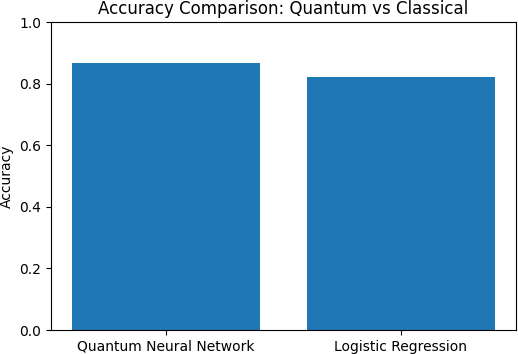 Accuracy Comparison: Quantum vs Classical
1.0
0.8
0.6
0.4
0.2
0.0
Accuracy
Quantum Neural Network
Logistic Regression